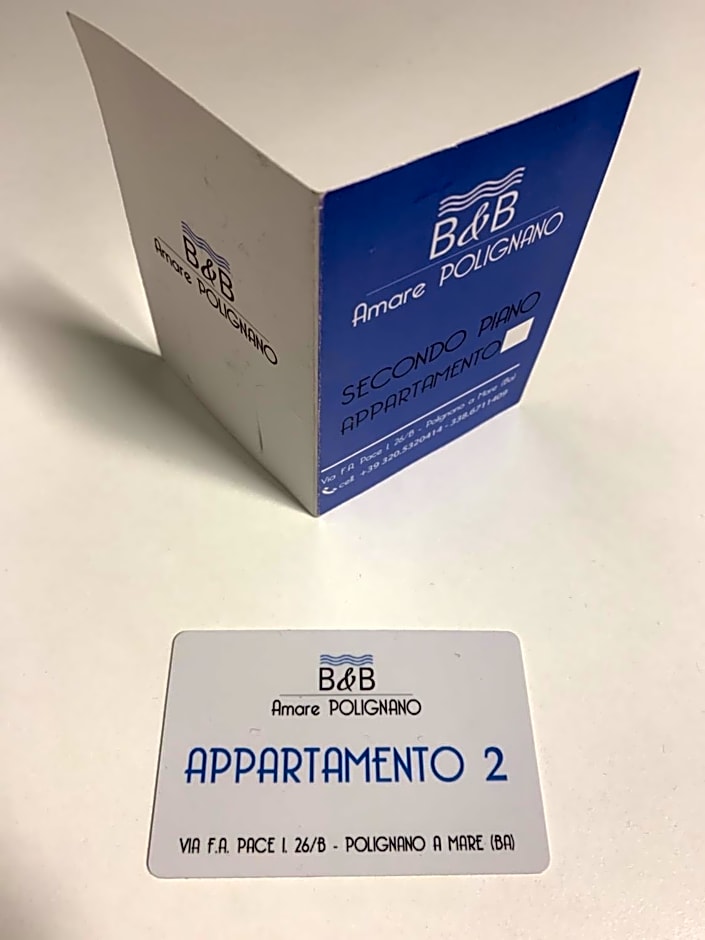 B&B
Amare POLIGNANO
B&B
Amare POLIGNANO
SECONDO PIANO
APPARTAMENTO
Via F.A. Pace I. 26/B - Polignano a Mare (Ba)
cell. +39 320.5320414 - 338.6711409
B&B
Amare POLIGNANO
APPARTAMENTO 2
VIA F.A. PACE I. 26/B - POLIGNANO A MARE (BA)